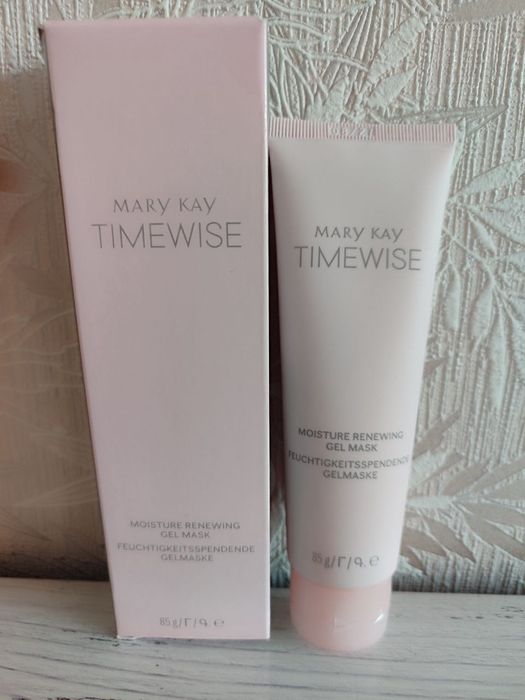 MARY KAY
TIMEWISE
MOISTURE RENEWING
GEL MASK
FEUCHTIGKEITSSPENDENDE
GELMASKE
85 g/Г/Գ. ℮
MARY KAY
TIMEWISE
MOISTURE RENEWING
GEL MASK
FEUCHTIGKEITSSPENDENDE
GELMASKE
85 g/Г/Գ. ℮